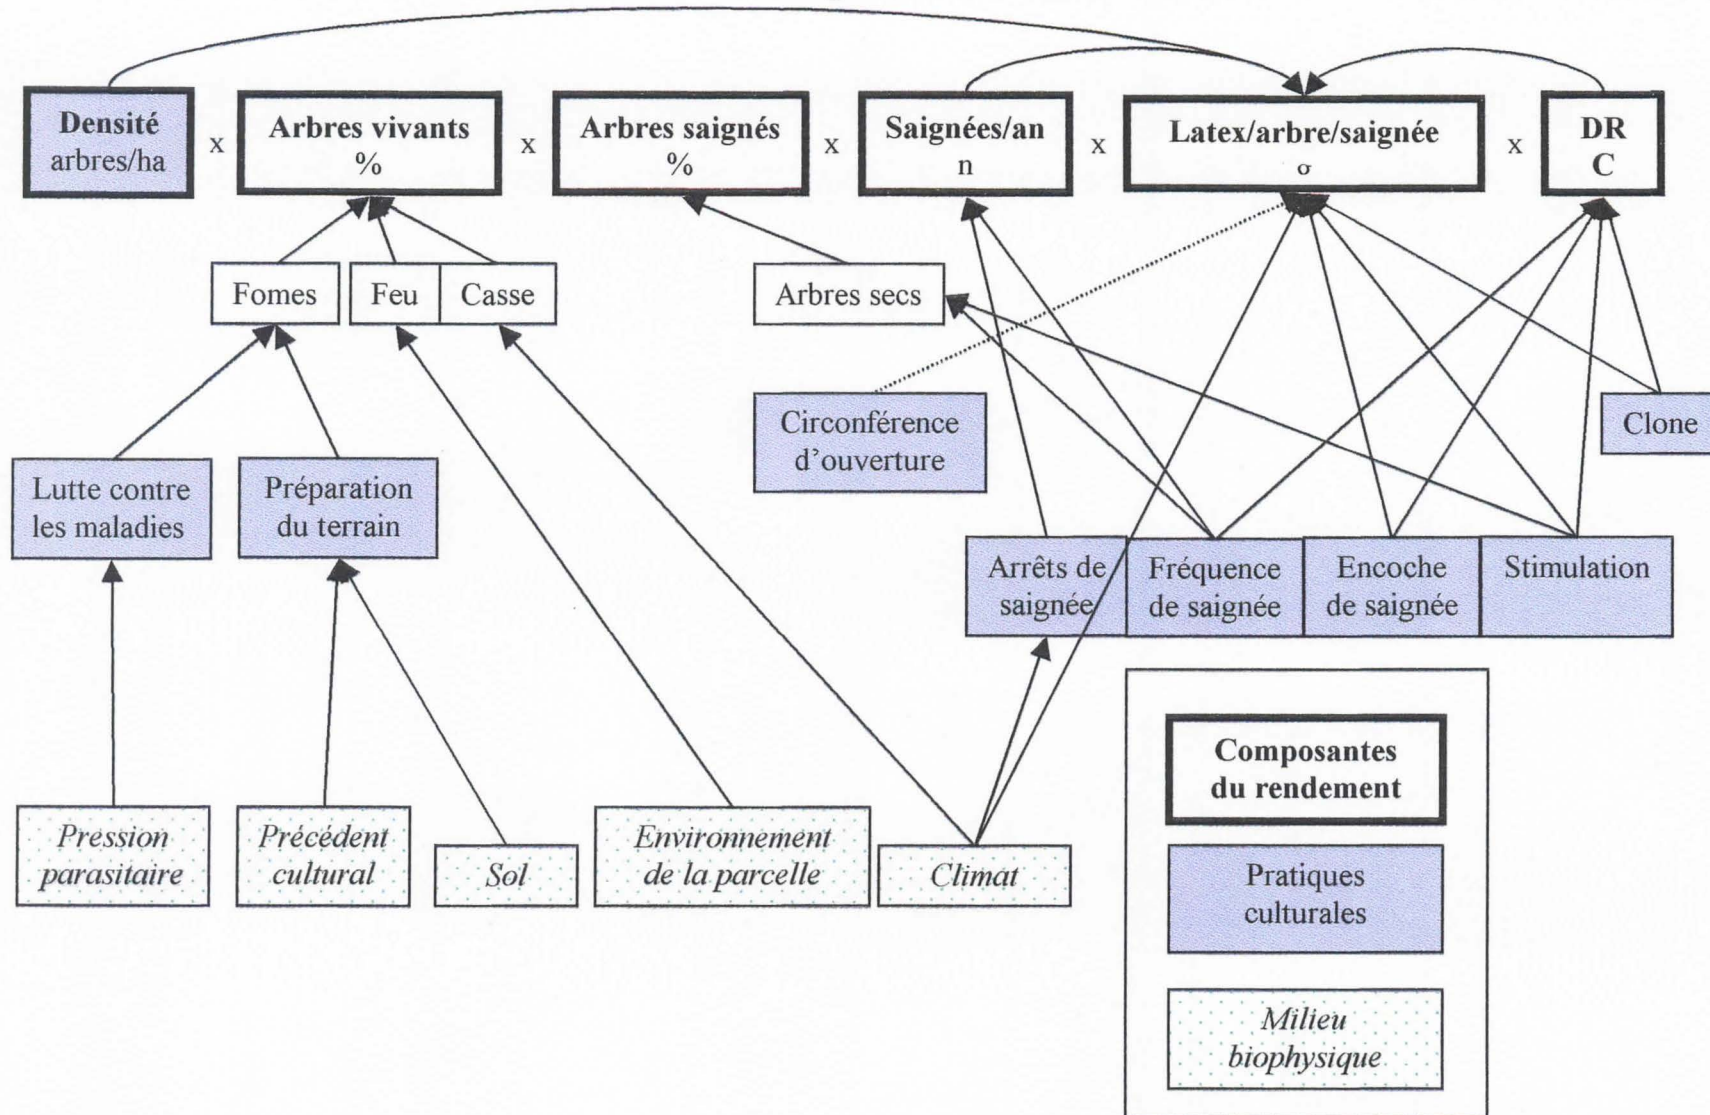 Densité
arbres/ha
x
Arbres vivants
%
x
Arbres saignés
%
x
Saignées/an
n
x
Latex/arbre/saignée
σ
x
DR
C
Fomes
Feu
Casse
Arbres secs
Circonférence
d'ouverture
Clone
Lutte contre
les maladies
Préparation
du terrain
Arrêts de
saignée
Fréquence
de saignée
Encoche
de saignée
Stimulation
Pression
parasitaire
Précédent
cultural
Sol
Environnement
de la parcelle
Climat
Composantes
du rendement
Pratiques
culturales
Milieu
biophysique